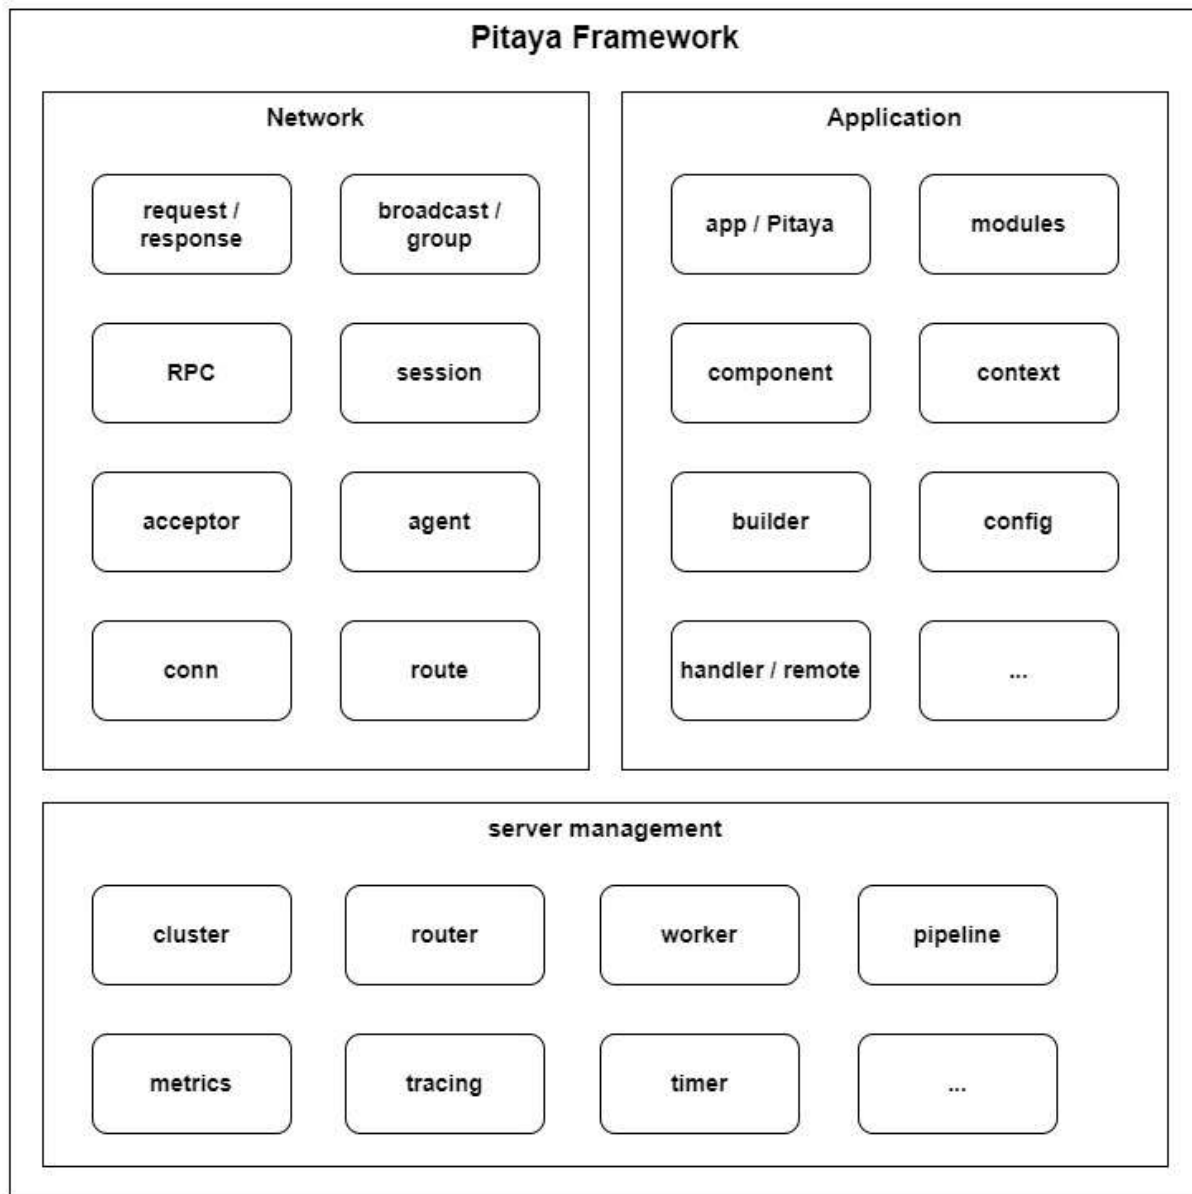 Pitaya Framework
Network
request /
response
broadcast /
group
RPC
session
acceptor
agent
conn
route
Application
app / Pitaya
modules
component
context
builder
config
handler / remote
...
server management
cluster
router
worker
pipeline
metrics
tracing
timer
...